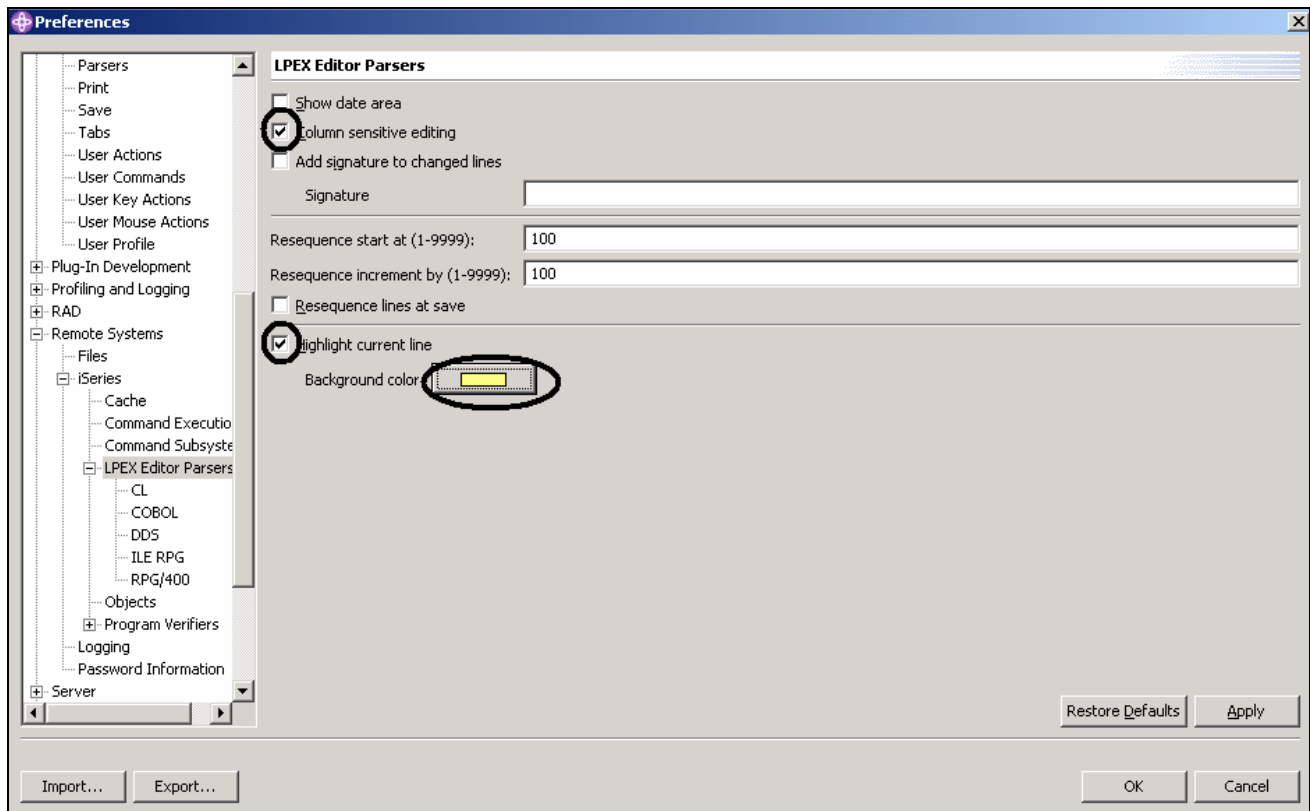 Preferences
Parsers
Print
Save
Tabs
User Actions
User Commands
User Key Actions
User Mouse Actions
User Profile
Plug-In Development
Profiling and Logging
RAD
Remote Systems
Files
iSeries
Cache
Command Executio
Command Subsyste
LPEX Editor Parsers
CL
COBOL
DDS
ILE RPG
RPG/400
Objects
Program Verifiers
Logging
Password Information
Server
LPEX Editor Parsers
Show date area
Column sensitive editing
Add signature to changed lines
Signature
Resequence start at (1-9999): 100
Resequence increment by (1-9999): 100
Resequence lines at save
Highlight current line
Background color:
Restore Defaults Apply
Import... Export... OK Cancel